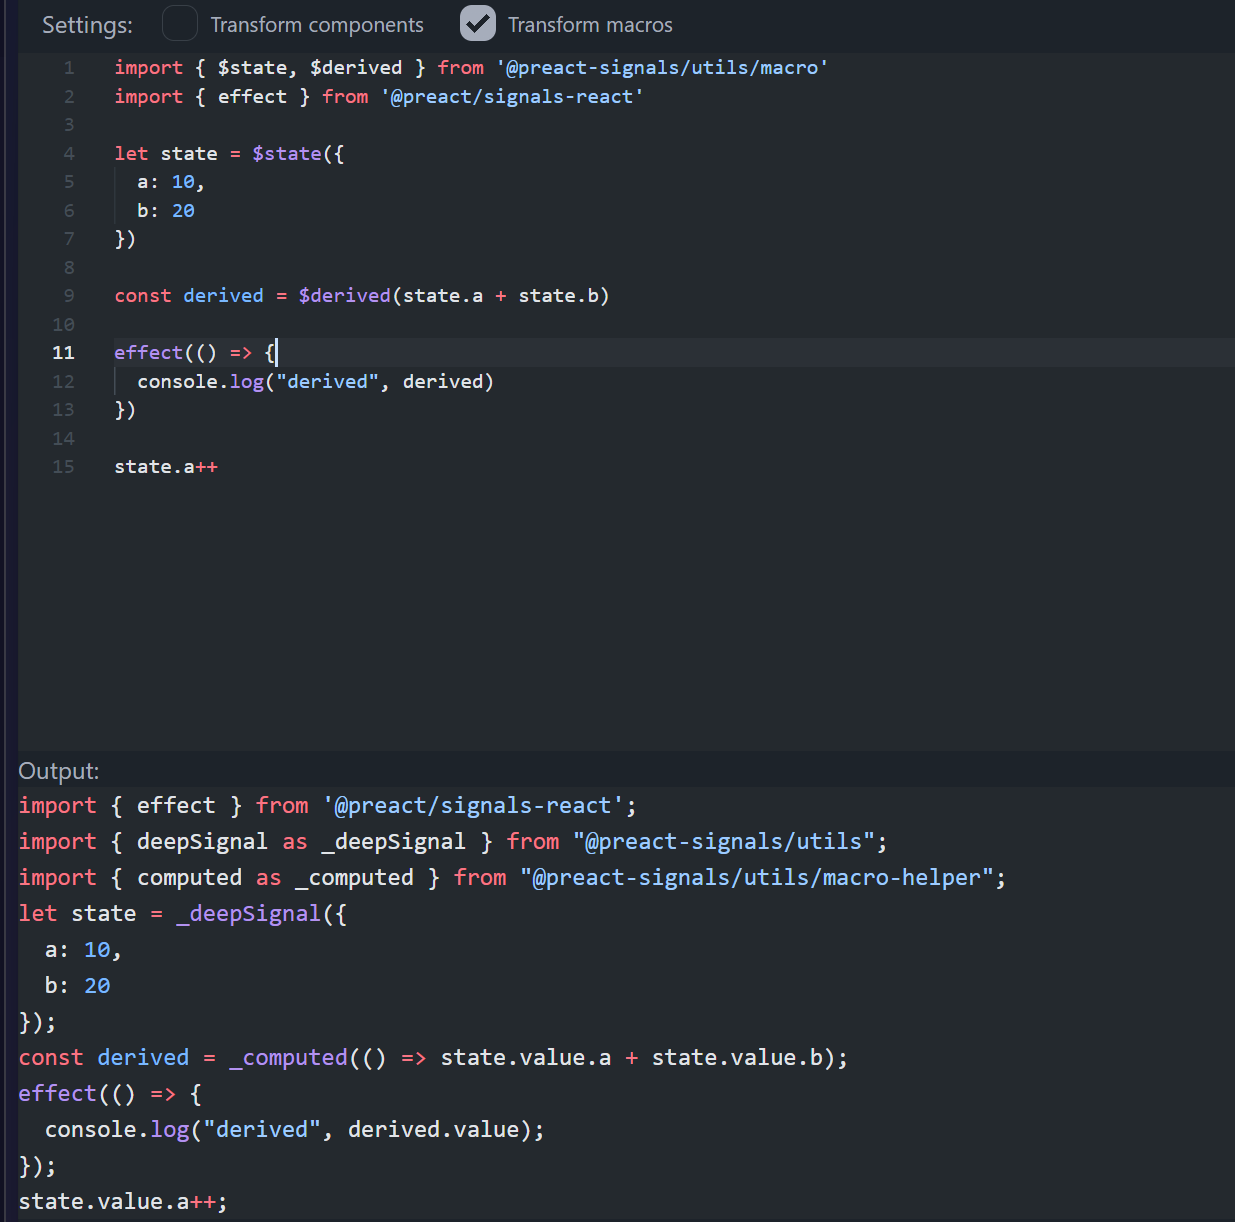 Settings: Transform components Transform macros
1 import { $state, $derived } from '@preact-signals/utils/macro'
2 import { effect } from '@preact/signals-react'
3
4 let state = $state({
5   a: 10,
6   b: 20
7 })
8
9 const derived = $derived(state.a + state.b)
10
11 effect(() => {
12   console.log("derived", derived)
13 })
14
15 state.a++
Output:
import { effect } from '@preact/signals-react';
import { deepSignal as _deepSignal } from "@preact-signals/utils";
import { computed as _computed } from "@preact-signals/utils/macro-helper";
let state = _deepSignal({
  a: 10,
  b: 20
});
const derived = _computed(() => state.value.a + state.value.b);
effect(() => {
  console.log("derived", derived.value);
});
state.value.a++;